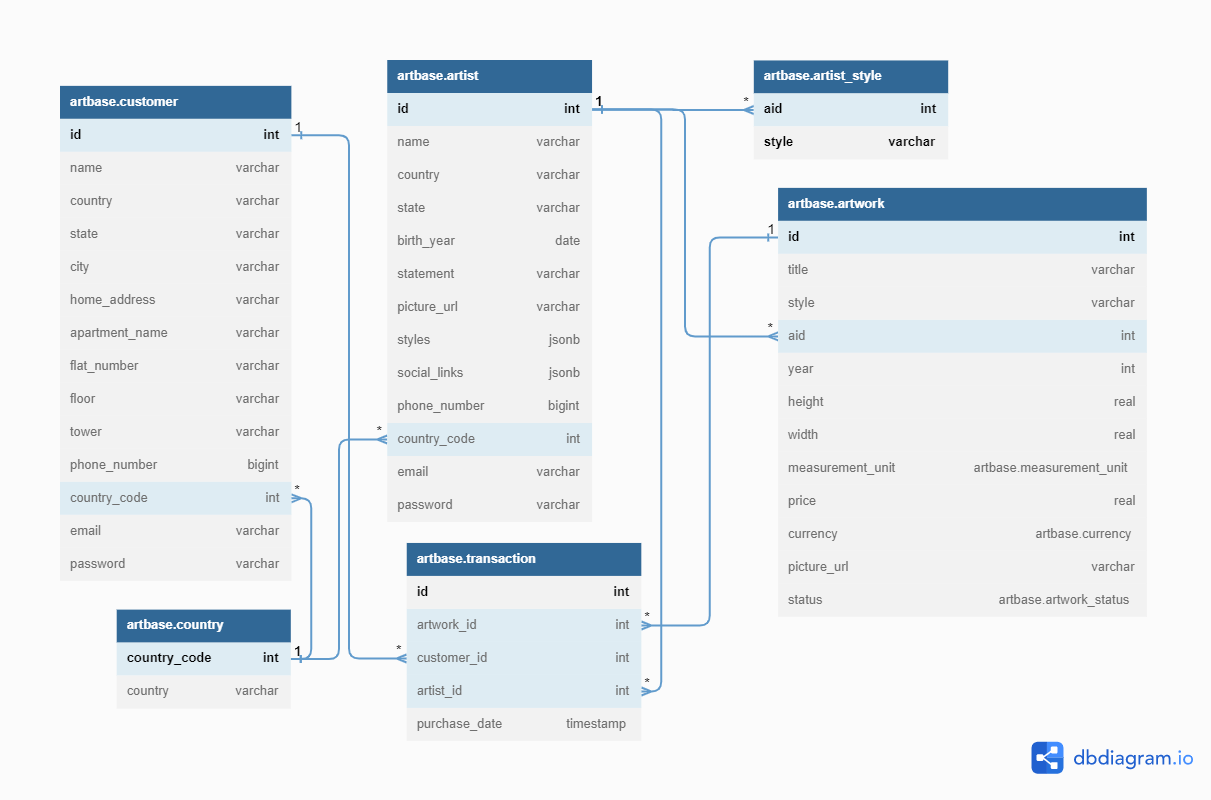 artbase.customer
id int
name varchar
country varchar
state varchar
city varchar
home_address varchar
apartment_name varchar
flat_number varchar
floor varchar
tower varchar
phone_number bigint
country_code int
email varchar
password varchar
1
*
artbase.country
country_code int
country varchar
1
artbase.artist
id int
name varchar
country varchar
state varchar
birth_year date
statement varchar
picture_url varchar
styles jsonb
social_links jsonb
phone_number bigint
country_code int
email varchar
password varchar
1
*
artbase.transaction
id int
artwork_id int
customer_id int
artist_id int
purchase_date timestamp
*
*
*
artbase.artist_style
aid int
style varchar
*
artbase.artwork
id int
title varchar
style varchar
aid int
year int
height real
width real
measurement_unit artbase.measurement_unit
price real
currency artbase.currency
picture_url varchar
status artbase.artwork_status
1
*
dbdiagram.io